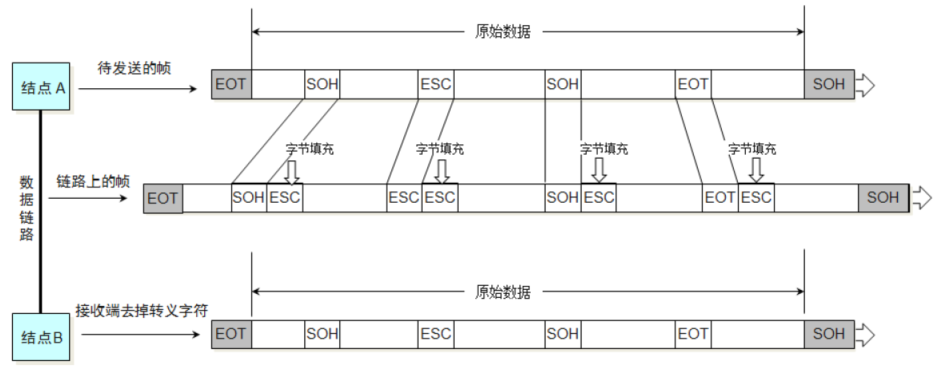 原始数据
待发送的帧
结点 A
EOT SOH ESC SOH EOT SOH
字节填充 字节填充 字节填充 字节填充
链路上的帧
数据链路
EOT SOH ESC ESC ESC SOH ESC EOT ESC SOH
原始数据
接收端去掉转义字符
结点B
EOT SOH ESC SOH EOT SOH